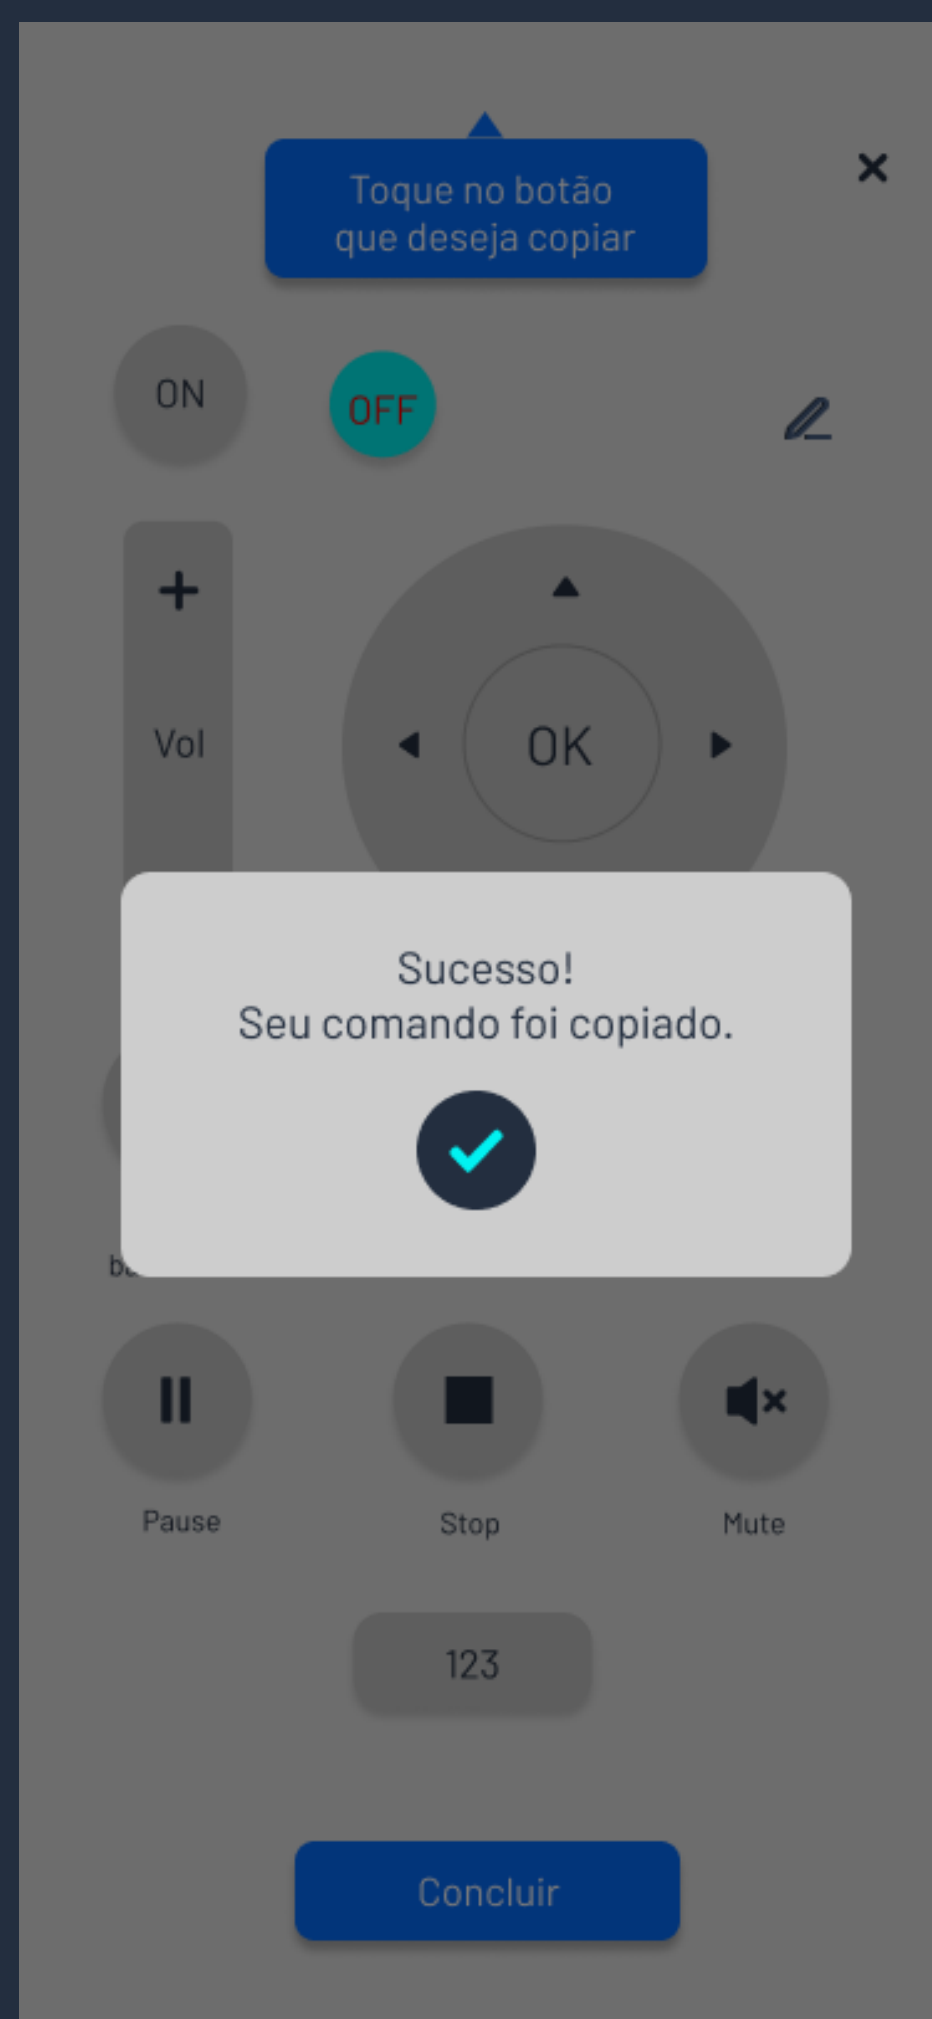 Toque no botão
que deseja copiar
ON
OFF
Vol
OK
Sucesso!
Seu comando foi copiado.
Pause
Stop
Mute
123
Concluir